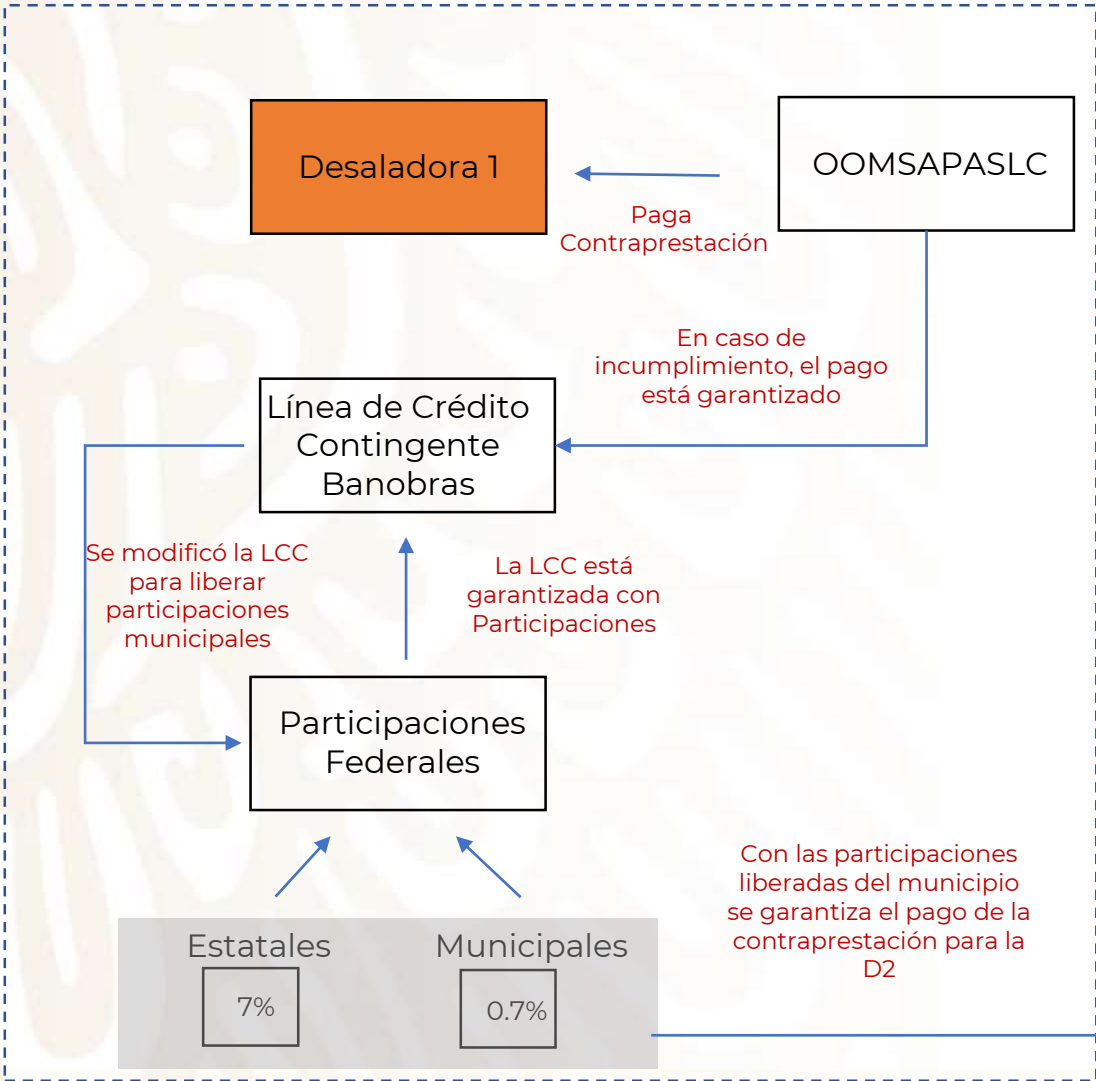 Desaladora 1
OOMSAPASLC
Paga
Contraprestación
En caso de
incumplimiento, el pago
está garantizado
Línea de Crédito
Contingente
Banobras
Se modificó la LCC
para liberar
participaciones
municipales
La LCC está
garantizada con
Participaciones
Participaciones
Federales
Con las participaciones
liberadas del municipio
se garantiza el pago de la
contraprestación para la
D2
Estatales
Municipales
7%
0.7%